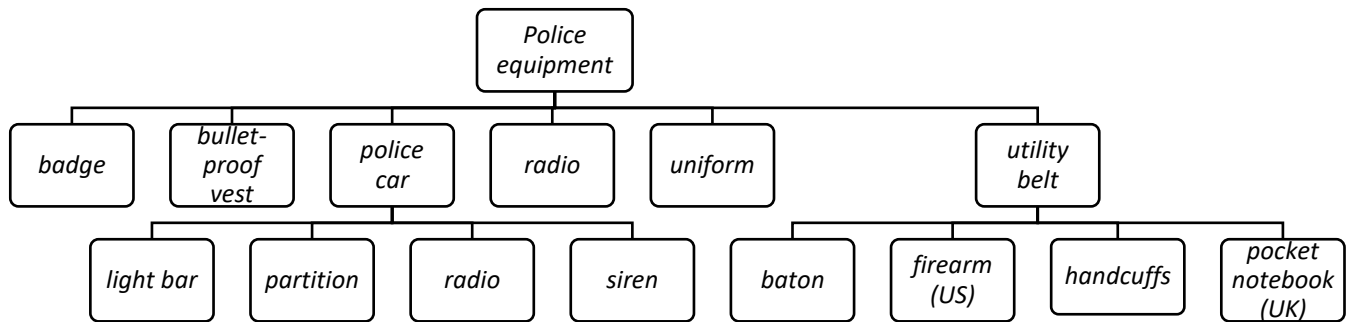 Police
equipment
badge
bullet-
proof
vest
police
car
radio
uniform
utility
belt
light bar
partition
radio
siren
baton
firearm
(US)
handcuffs
pocket
notebook
(UK)